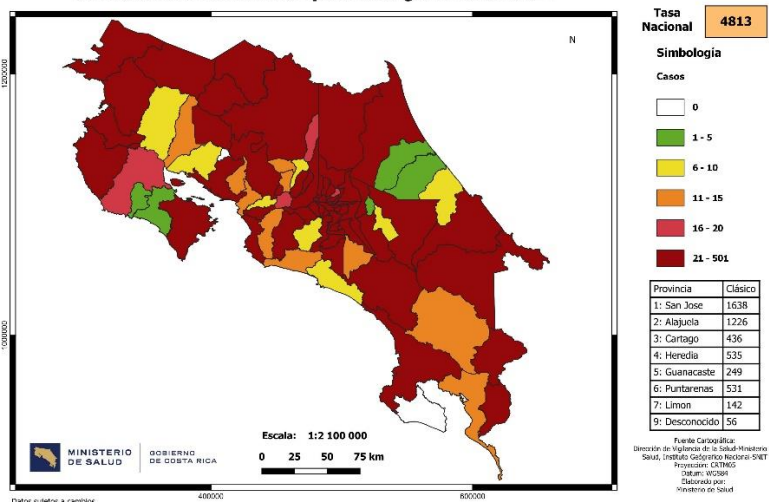 Tasa
Nacional
4813
N
Simbología
Casos
0
1 - 5
6 - 10
11 - 15
16 - 20
21 - 501
Provincia Clásico
1: San Jose 1638
2: Alajuela 1226
3: Cartago 436
4: Heredia 535
5: Guanacaste 249
6: Puntarenas 531
7: Limon 142
9: Desconocido 56
1200000
1000000
Escala: 1:2 100 000
0 25 50 75 km
MINISTERIO
DE SALUD
GOBIERNO
DE COSTA RICA
Fuente Cartográfica:
Dirección de Vigilancia de la Salud-Ministerio
Salud, Instituto Geográfico Nacional-SNIT
Proyección: CRTM05
Datum: WGS84
Elaborado por:
Ministerio de Salud
400000
600000
Datos sujetos a cambios